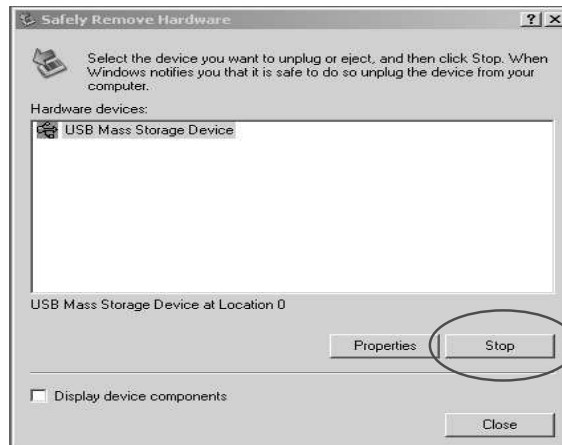 Safely Remove Hardware
Select the device you want to unplug or eject, and then click Stop. When
Windows notifies you that it is safe to do so unplug the device from your
computer.
Hardware devices:
USB Mass Storage Device
USB Mass Storage Device at Location 0
Properties
Stop
Display device components
Close